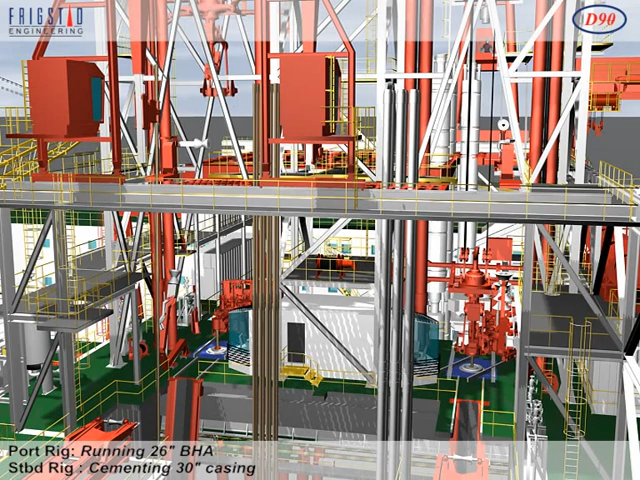 FRIGSTAD
ENGINEERING
D90
Port Rig: Running 26" BHA
Stbd Rig : Cementing 30" casing